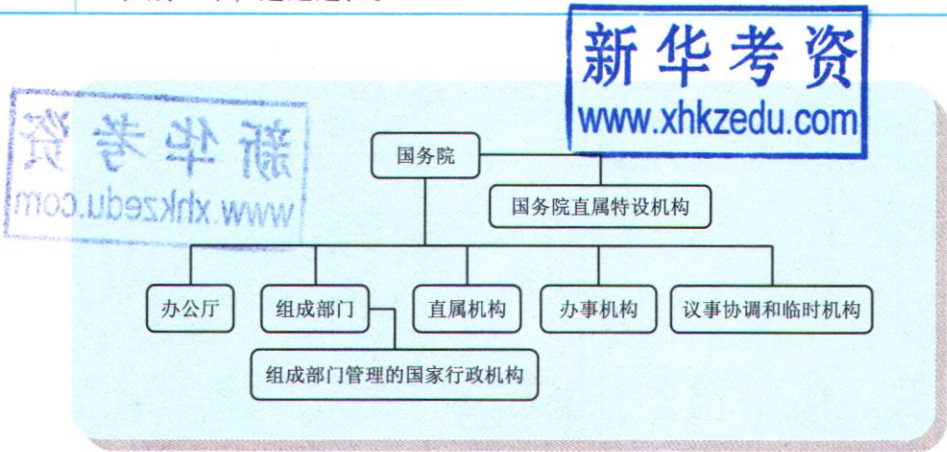 新华考资
www.xhkzedu.com
新华考资
www.xhkzedu.com
国务院
国务院直属特设机构
办公厅
组成部门
直属机构
办事机构
议事协调和临时机构
组成部门管理的国家行政机构